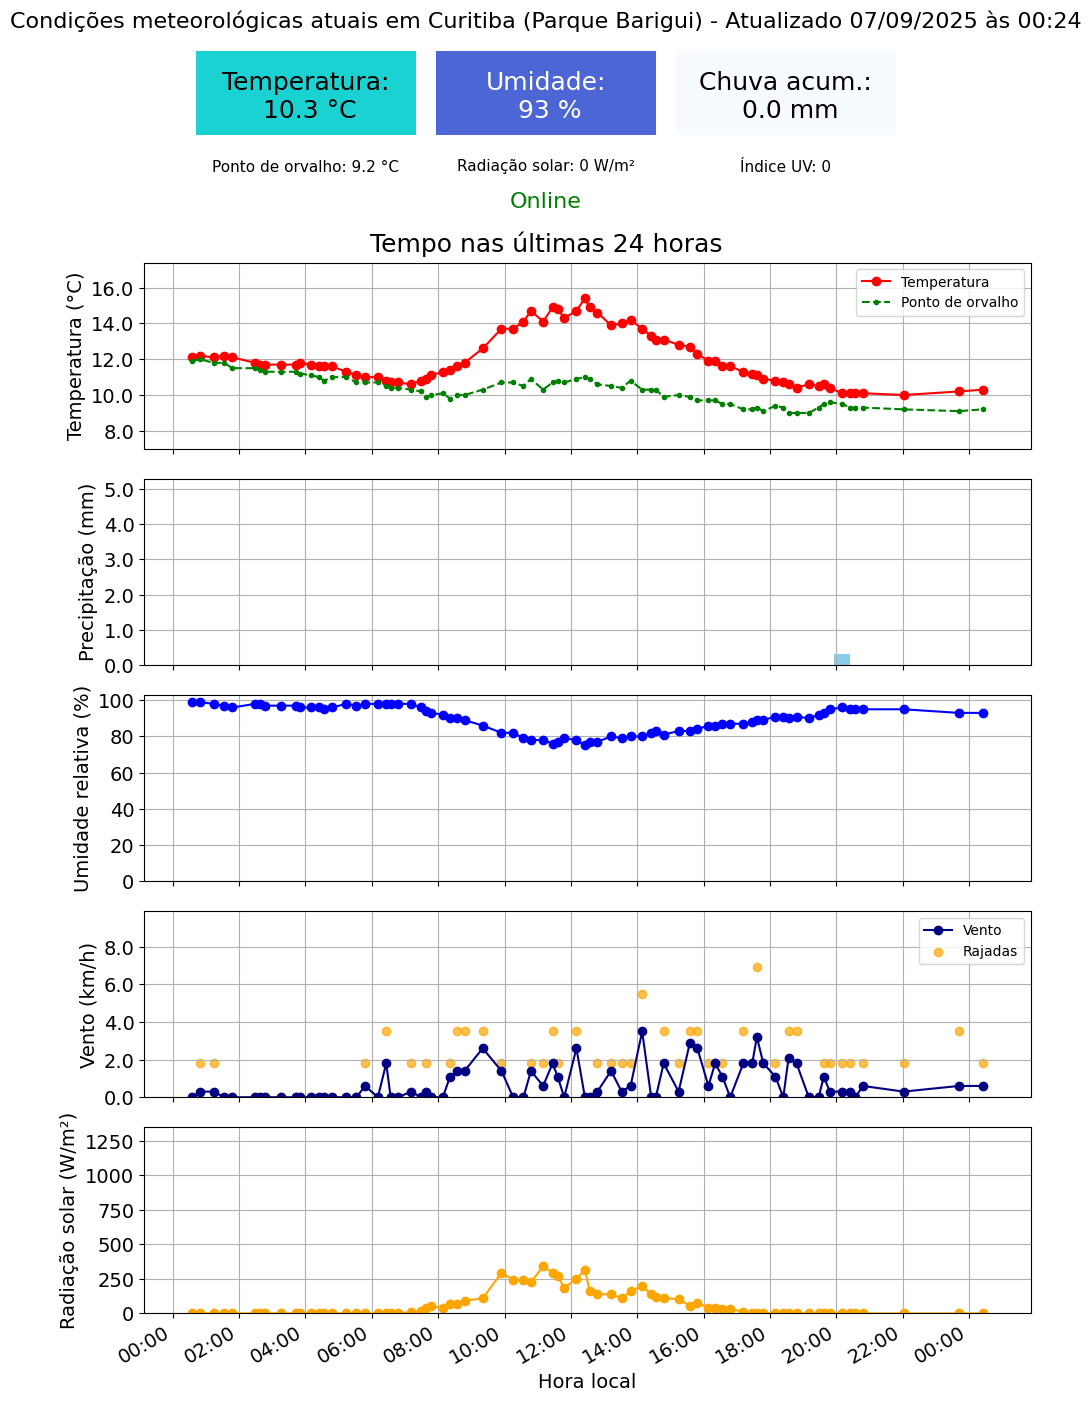 Condições meteorológicas atuais em Curitiba (Parque Barigui) - Atualizado 07/09/2025 às 00:24
Temperatura:
10.3 °C
Umidade:
93 %
Chuva acum.:
0.0 mm
Ponto de orvalho: 9.2 °C
Radiação solar: 0 W/m²
Índice UV: 0
Online
Tempo nas últimas 24 horas
Temperatura (°C)
16.0
14.0
12.0
10.0
8.0
Temperatura
Ponto de orvalho
Precipitação (mm)
5.0
4.0
3.0
2.0
1.0
0.0
Umidade relativa (%)
100
80
60
40
20
0
Vento (km/h)
8.0
6.0
4.0
2.0
0.0
Vento
Rajadas
Radiação solar (W/m²)
1250
1000
750
500
250
0
00:00 02:00 04:00 06:00 08:00 10:00 12:00 14:00 16:00 18:00 20:00 22:00 00:00
Hora local